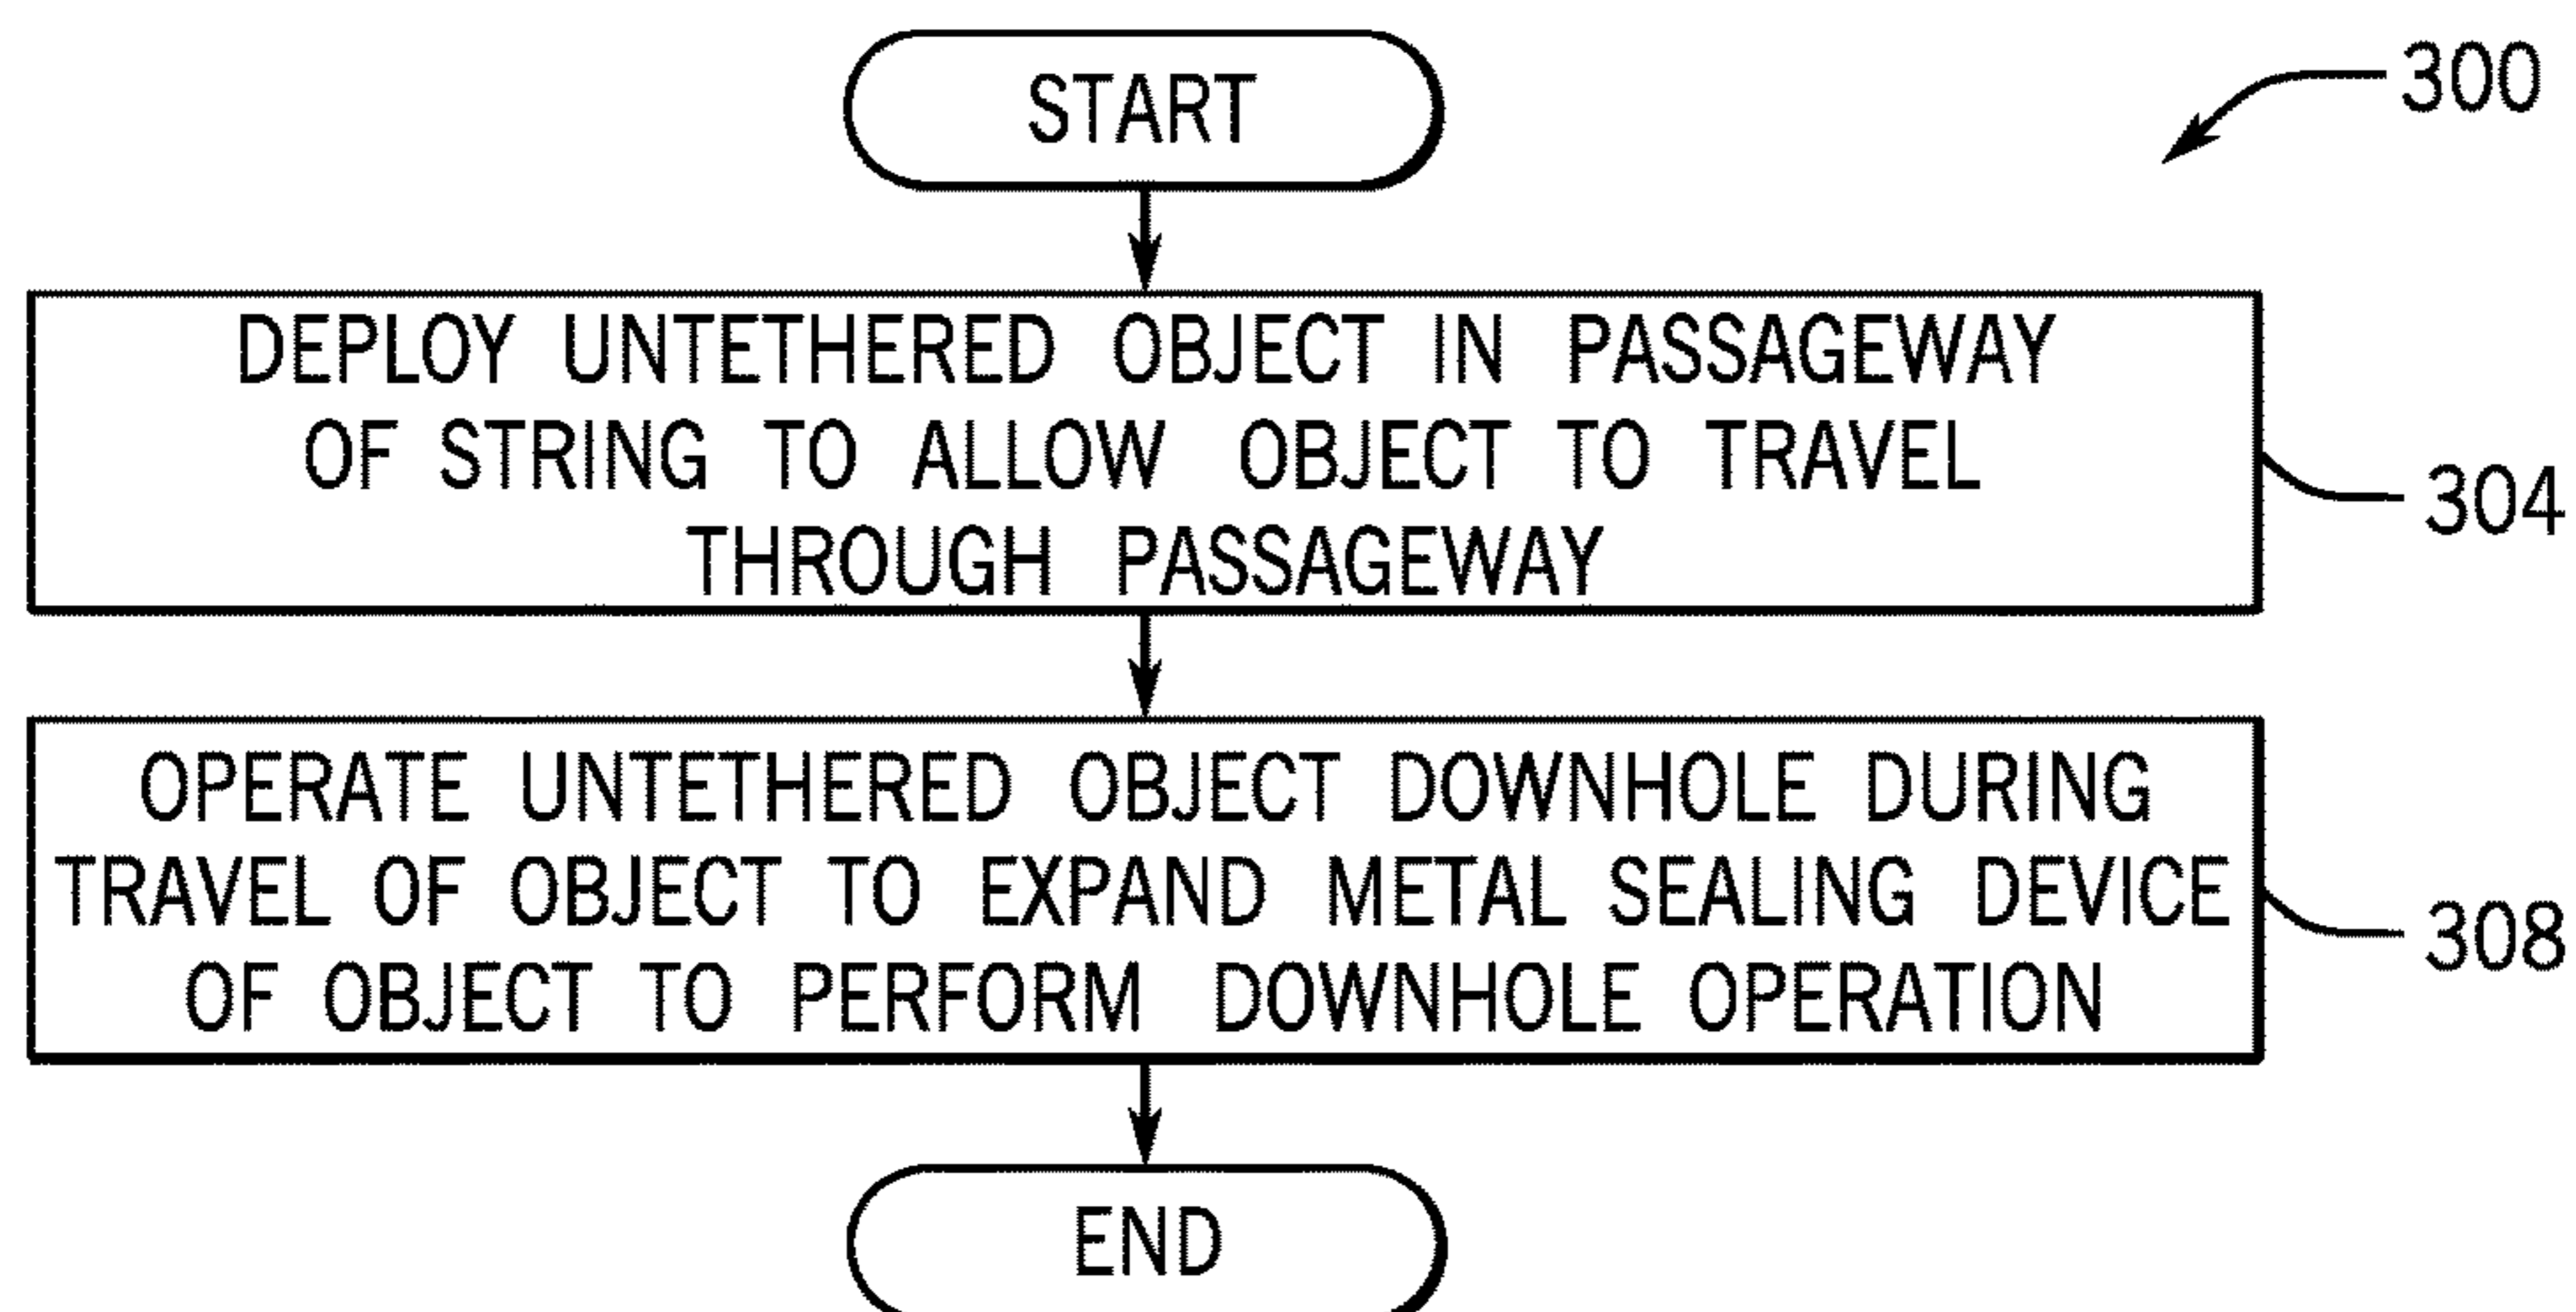 START
300
DEPLOY UNTETHERED OBJECT IN PASSAGEWAY
OF STRING TO ALLOW OBJECT TO TRAVEL
THROUGH PASSAGEWAY
304
OPERATE UNTETHERED OBJECT DOWNHOLE DURING
TRAVEL OF OBJECT TO EXPAND METAL SEALING DEVICE
OF OBJECT TO PERFORM DOWNHOLE OPERATION
308
END